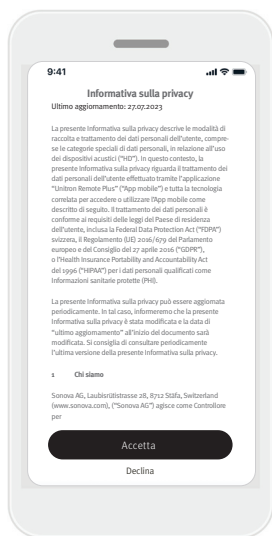 9:41
Informativa sulla privacy
Ultimo aggiornamento: 27.07.2023
La presente Informativa sulla privacy descrive le modalità di
raccolta e trattamento dei dati personali dell'utente, compre-
se le categorie speciali di dati personali, in relazione all'uso
dei dispositivi acustici ("HD"). In questo contesto, la
presente Informativa sulla privacy riguarda il trattamento dei
dati personali dell'utente effettuato tramite l'applicazione
"Unitron Remote Plus" ("App mobile") e tutta la tecnologia
correlata per accedere o utilizzare l'App mobile come
descritto di seguito. Il trattamento dei dati personali è
conforme ai requisiti delle leggi del Paese di residenza
dell'utente, inclusa la Federal Data Protection Act ("FDPA")
svizzera, il Regolamento (UE) 2016/679 del Parlamento
europeo e del Consiglio del 27 aprile 2016 ("GDPR"),
o l'Health Insurance Portability and Accountability Act
del 1996 ("HIPAA") per i dati personali qualificati come
Informazioni sanitarie protette (PHI).
La presente Informativa sulla privacy può essere aggiornata
periodicamente. In tal caso, informeremo che la presente
Informativa sulla privacy è stata modificata e la data di
"ultimo aggiornamento" all'inizio del documento sarà
modificata. Si consiglia di consultare periodicamente
l'ultima versione della presente Informativa sulla privacy.
1 Chi siamo
Sonova AG, Laubisrütistrasse 28, 8712 Stäfa, Switzerland
(www.sonova.com), ("Sonova AG") agisce come Controllore
per
Accetta
Declina